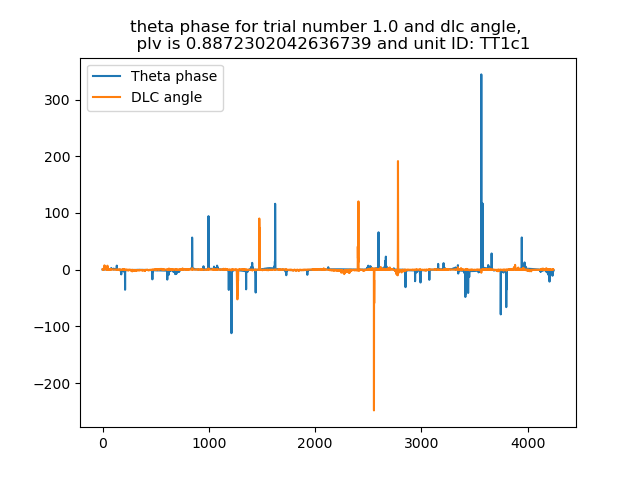 theta phase for trial number 1.0 and dlc angle,
plv is 0.8872302042636739 and unit ID: TT1c1
Theta phase
DLC angle
300
200
100
0
−100
−200
0
1000
2000
3000
4000